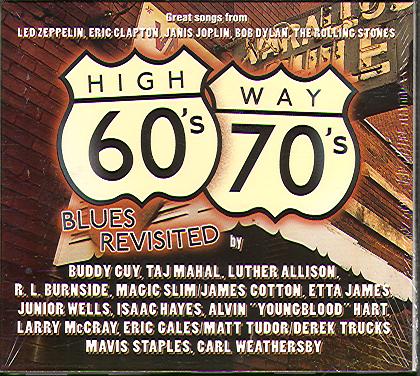 Great songs from
LED ZEPPELIN, ERIC CLAPTON, JANIS JOPLIN, BOB DYLAN, THE ROLLING STONES
HIGH WAY
60's 70's
BLUES
REVISITED by
BUDDY GUY, TAJ MAHAL, LUTHER ALLISON,
R. L. BURNSIDE, MAGIC SLIM/JAMES COTTON, ETTA JAMES,
JUNIOR WELLS, ISAAC HAYES, ALVIN "YOUNGBLOOD" HART,
LARRY McCRAY, ERIC GALES/MATT TUDOR/DEREK TRUCKS
MAVIS STAPLES, CARL WEATHERSBY